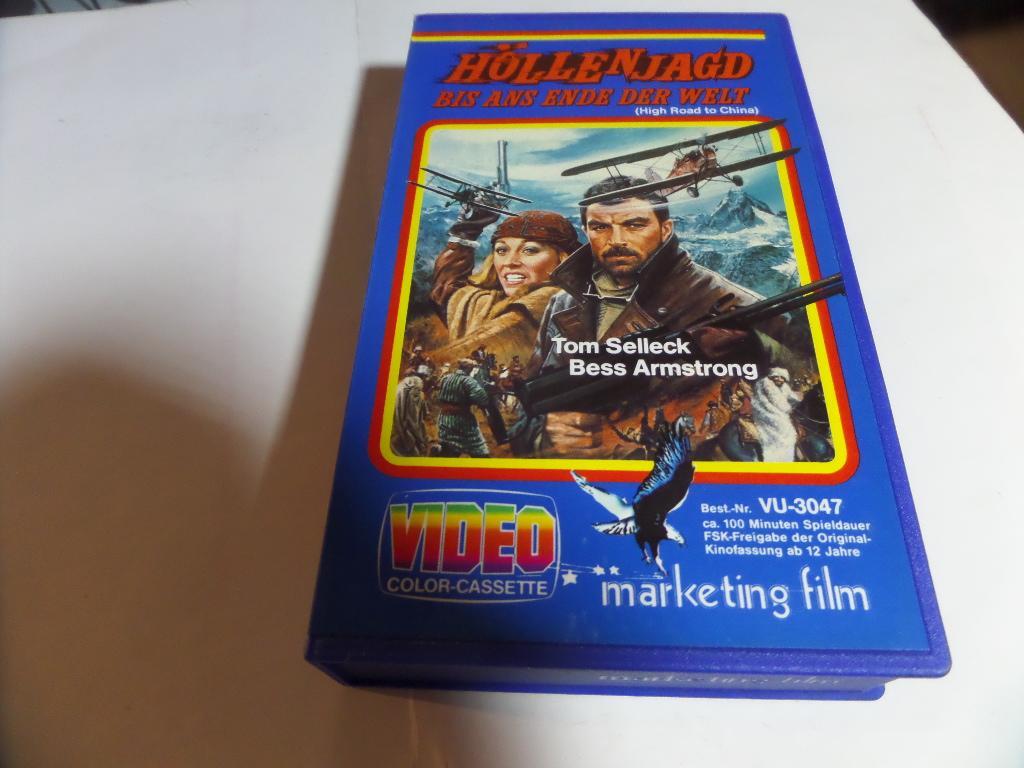 HÖLLENJAGD
BIS ANS ENDE DER WELT
(High Road to China)
Tom Selleck
Bess Armstrong
VIDEO
COLOR-CASSETTE
Best.-Nr. VU-3047
ca. 100 Minuten Spieldauer
FSK-Freigabe der Original-
Kinofassung ab 12 Jahre
marketing film